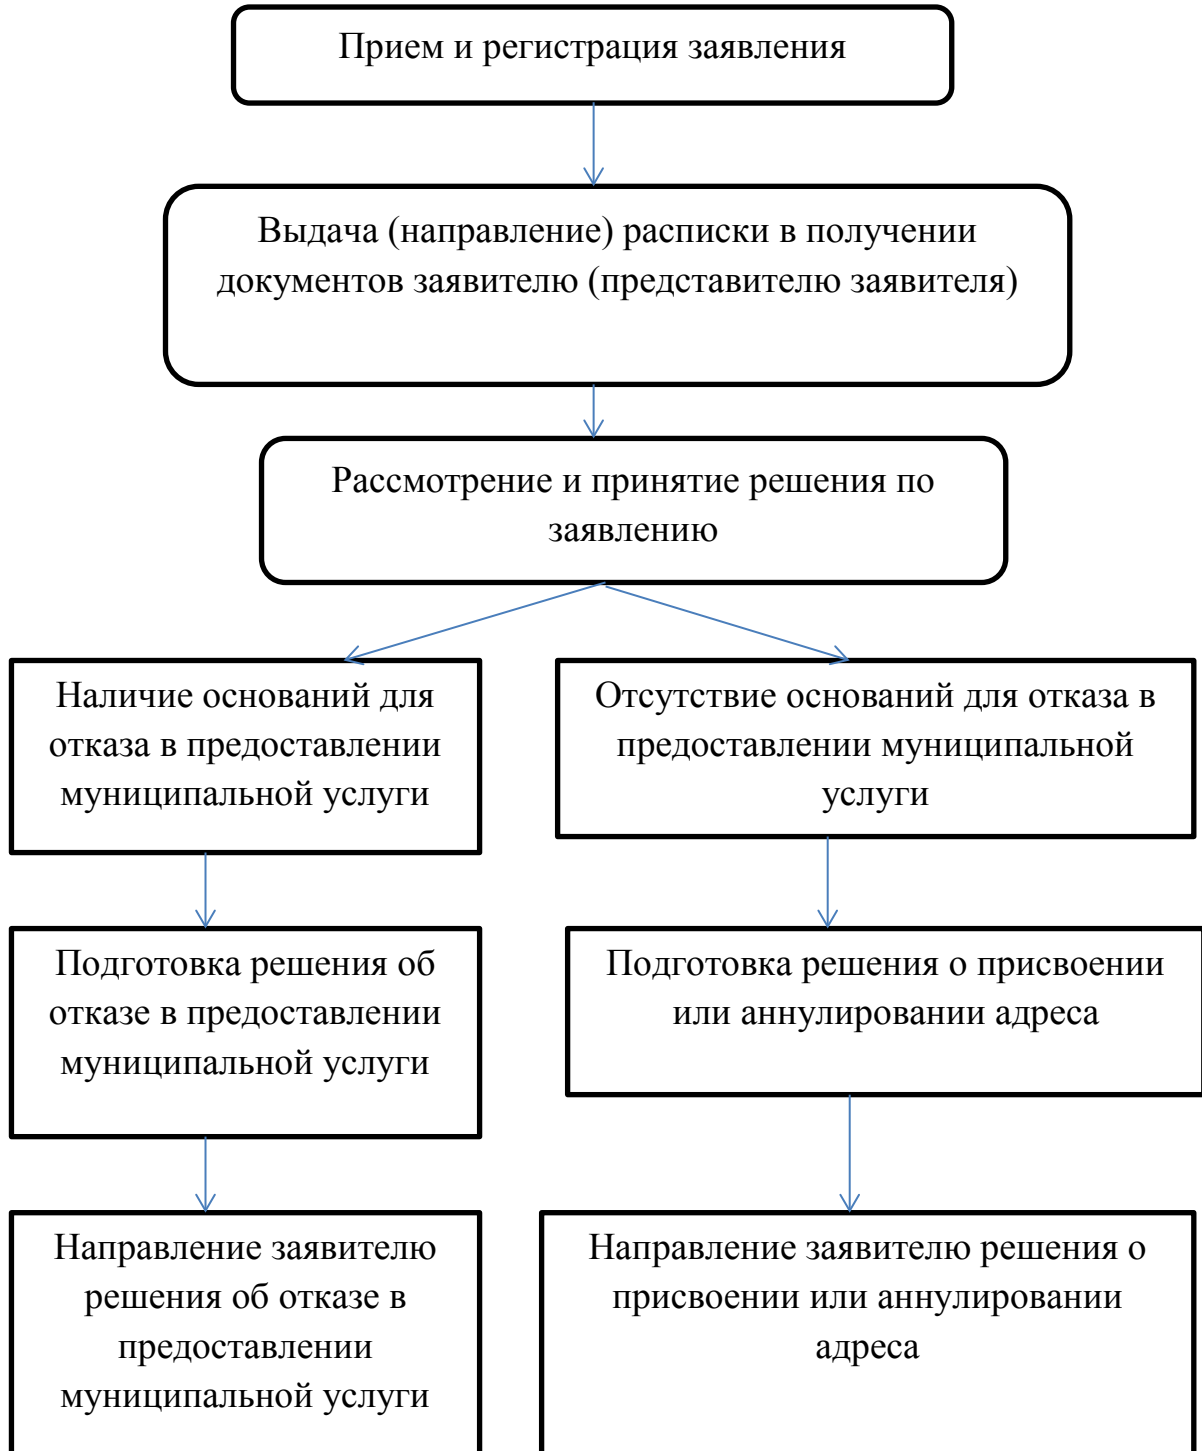 Прием и регистрация заявления
Выдача (направление) расписки в получении
документов заявителю (представителю заявителя)
Рассмотрение и принятие решения по
заявлению
Наличие оснований для
отказа в предоставлении
муниципальной услуги
Отсутствие оснований для отказа в
предоставлении муниципальной
услуги
Подготовка решения об
отказе в предоставлении
муниципальной услуги
Подготовка решения о присвоении
или аннулировании адреса
Направление заявителю
решения об отказе в
предоставлении
муниципальной услуги
Направление заявителю решения о
присвоении или аннулировании
адреса